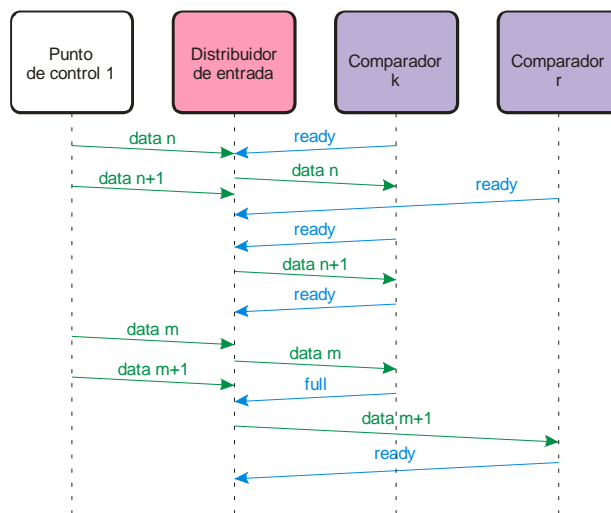 Punto
de control 1
Distribuidor
de entrada
Comparador
k
Comparador
r
data n
ready
data n+1
data n
ready
ready
data n+1
ready
data m
data m
data m+1
full
data m+1
ready